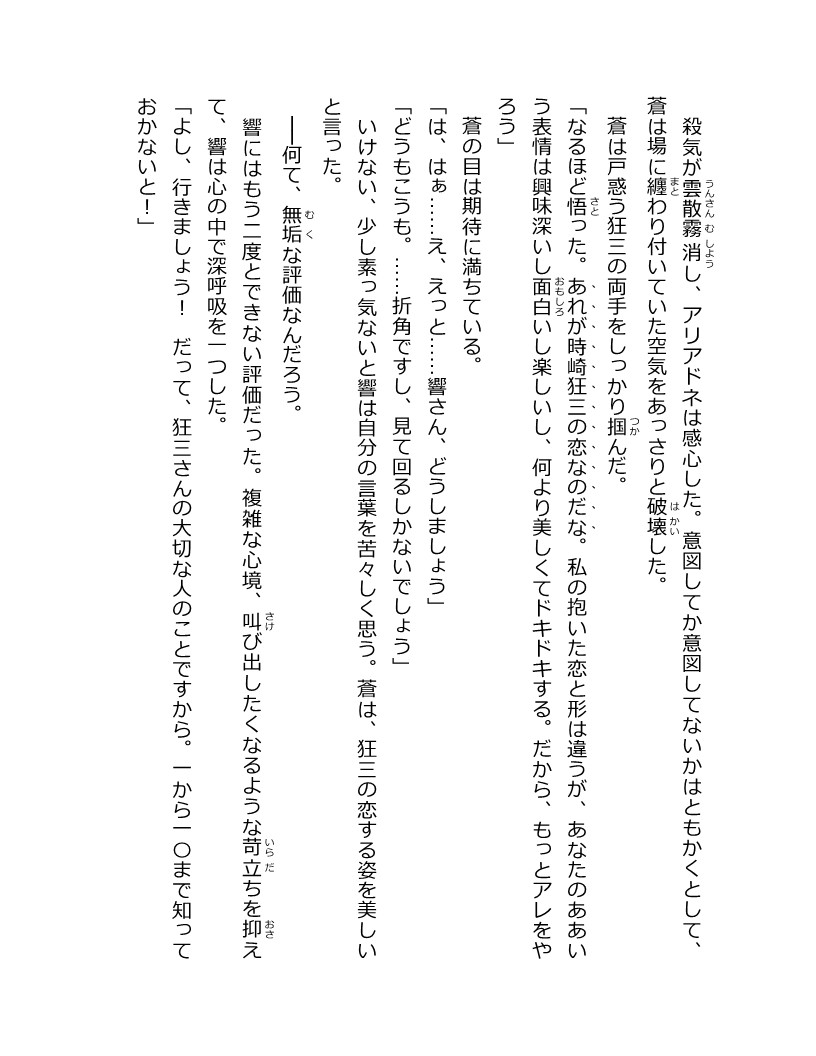 殺気が雲散霧消し、アリアドネは感心した。意図してか意図してないかはともかくとして、
蒼は場に纏わり付いていた空気をあっさりと破壊した。
　蒼は戸惑う狂三の両手をしっかり掴んだ。
「なるほど悟った。あれが時崎狂三の恋なのだな。私の抱いた恋と形は違うが、あなたのああい
う表情は興味深いし面白いし楽しいし、何より美しくてドキドキする。だから、もっとアレをや
ろう」
　蒼の目は期待に満ちている。
「は、はぁ……え、えっと……響さん、どうしましょう」
「どうもこうも。……折角ですし、見て回るしかないでしょう」
　いけない、少し素っ気ないと響は自分の言葉を苦々しく思う。蒼は、狂三の恋する姿を美しい
と言った。
　──何て、無垢な評価なんだろう。
　響にはもう二度とできない評価だった。複雑な心境、叫び出したくなるような苛立ちを抑え
て、響は心の中で深呼吸を一つした。
「よし、行きましょう！　だって、狂三さんの大切な人のことですから。一から一〇まで知って
おかないと！」